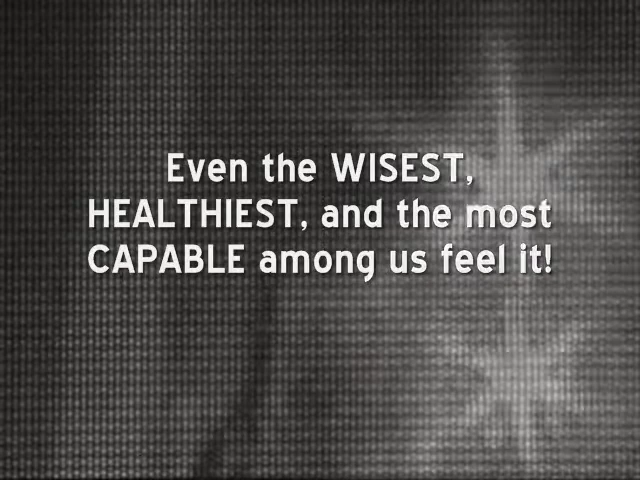 Even the WISEST,
HEALTHIEST, and the most
CAPABLE among us feel it!